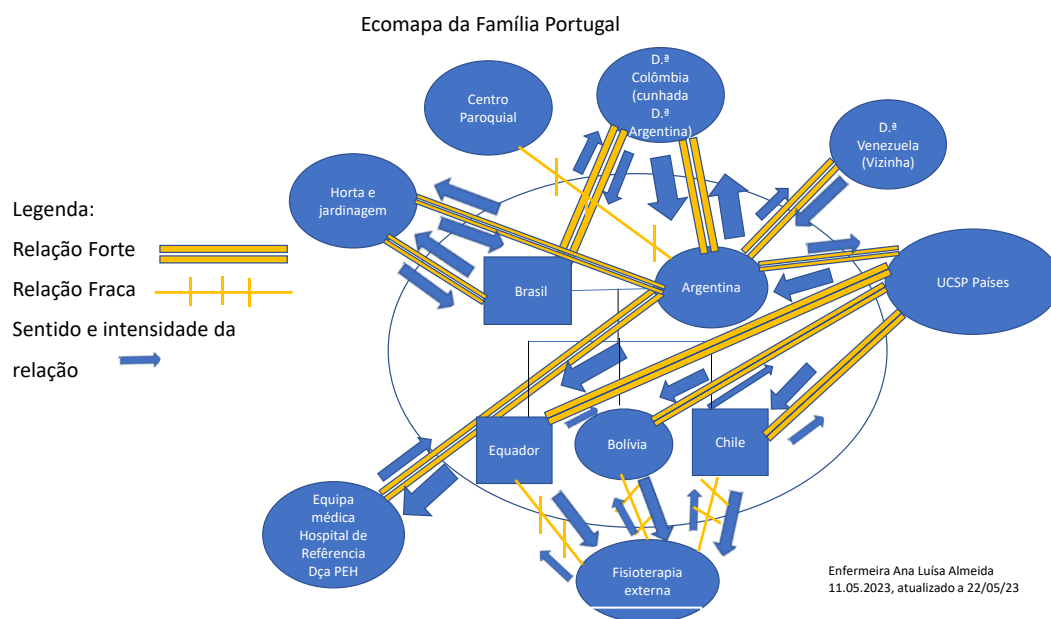 Ecomapa da Família Portugal
D.ª
Colômbia
(cunhada
D.ª
Argentina)
Centro
Paroquial
D.ª
Venezuela
(Vizinha)
Horta e
jardinagem
Legenda:
Relação Forte
Relação Fraca
Sentido e intensidade da
relação
Brasil
Argentina
UCSP Países
Equador
Bolívia
Chile
Equipa
médica
Hospital de
Refêrencia
Dça PEH
Fisioterapia
externa
Enfermeira Ana Luísa Almeida
11.05.2023, atualizado a 22/05/23